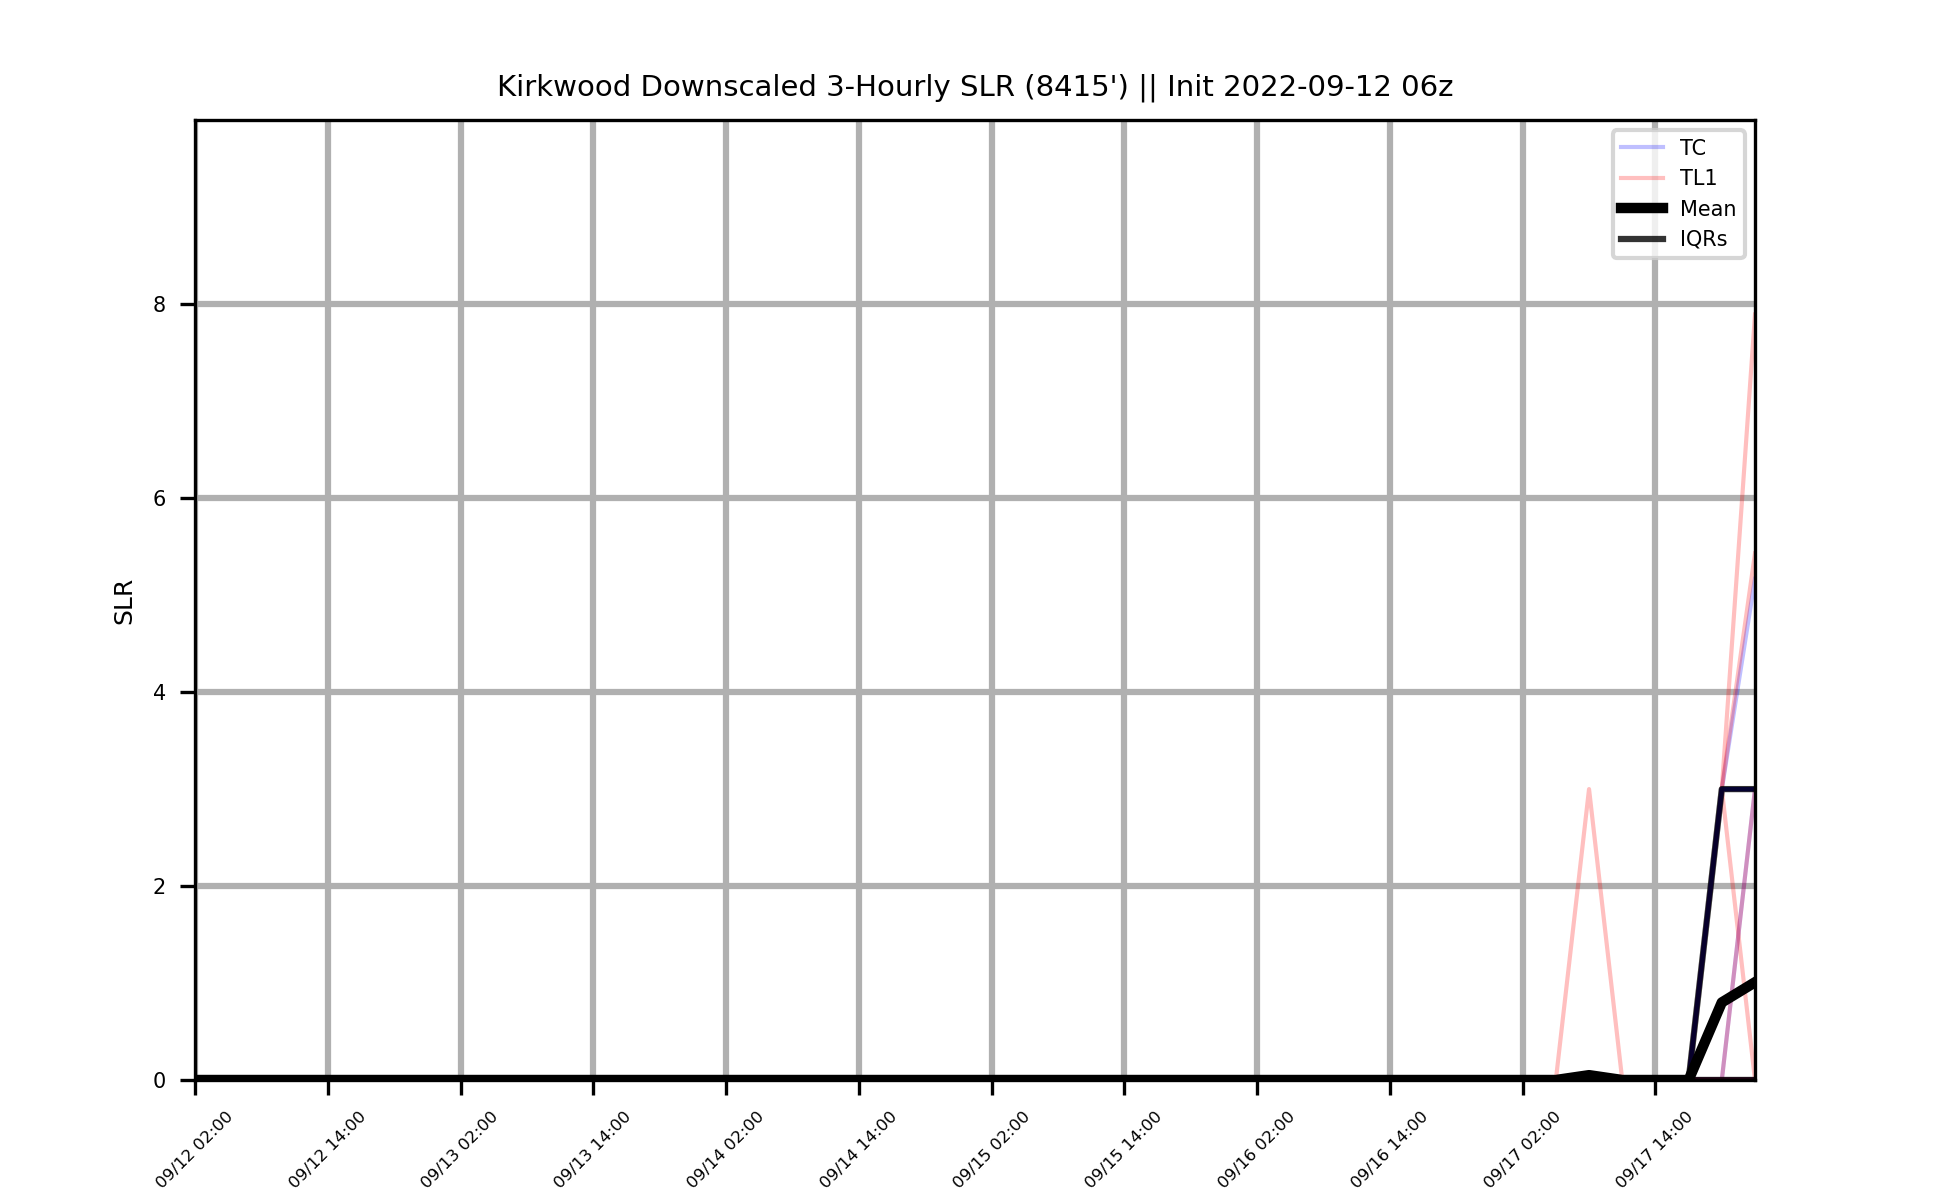 Kirkwood Downscaled 3-Hourly SLR (8415') || Init 2022-09-12 06z
TC
TL1
Mean
IQRs
SLR
8
6
4
2
0
09/12 02:00
09/12 14:00
09/13 02:00
09/13 14:00
09/14 02:00
09/14 14:00
09/15 02:00
09/15 14:00
09/16 02:00
09/16 14:00
09/17 02:00
09/17 14:00